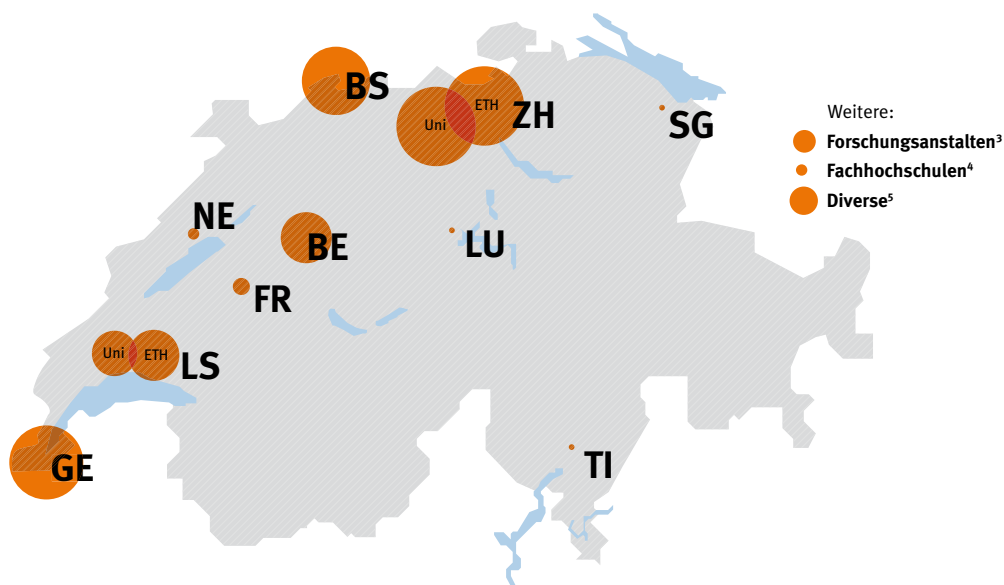 BS
Uni
ETH
ZH
SG
Weitere:
Forschungsanstalten³
Fachhochschulen⁴
Diverse⁵
NE
BE
LU
FR
Uni
ETH
LS
GE
TI